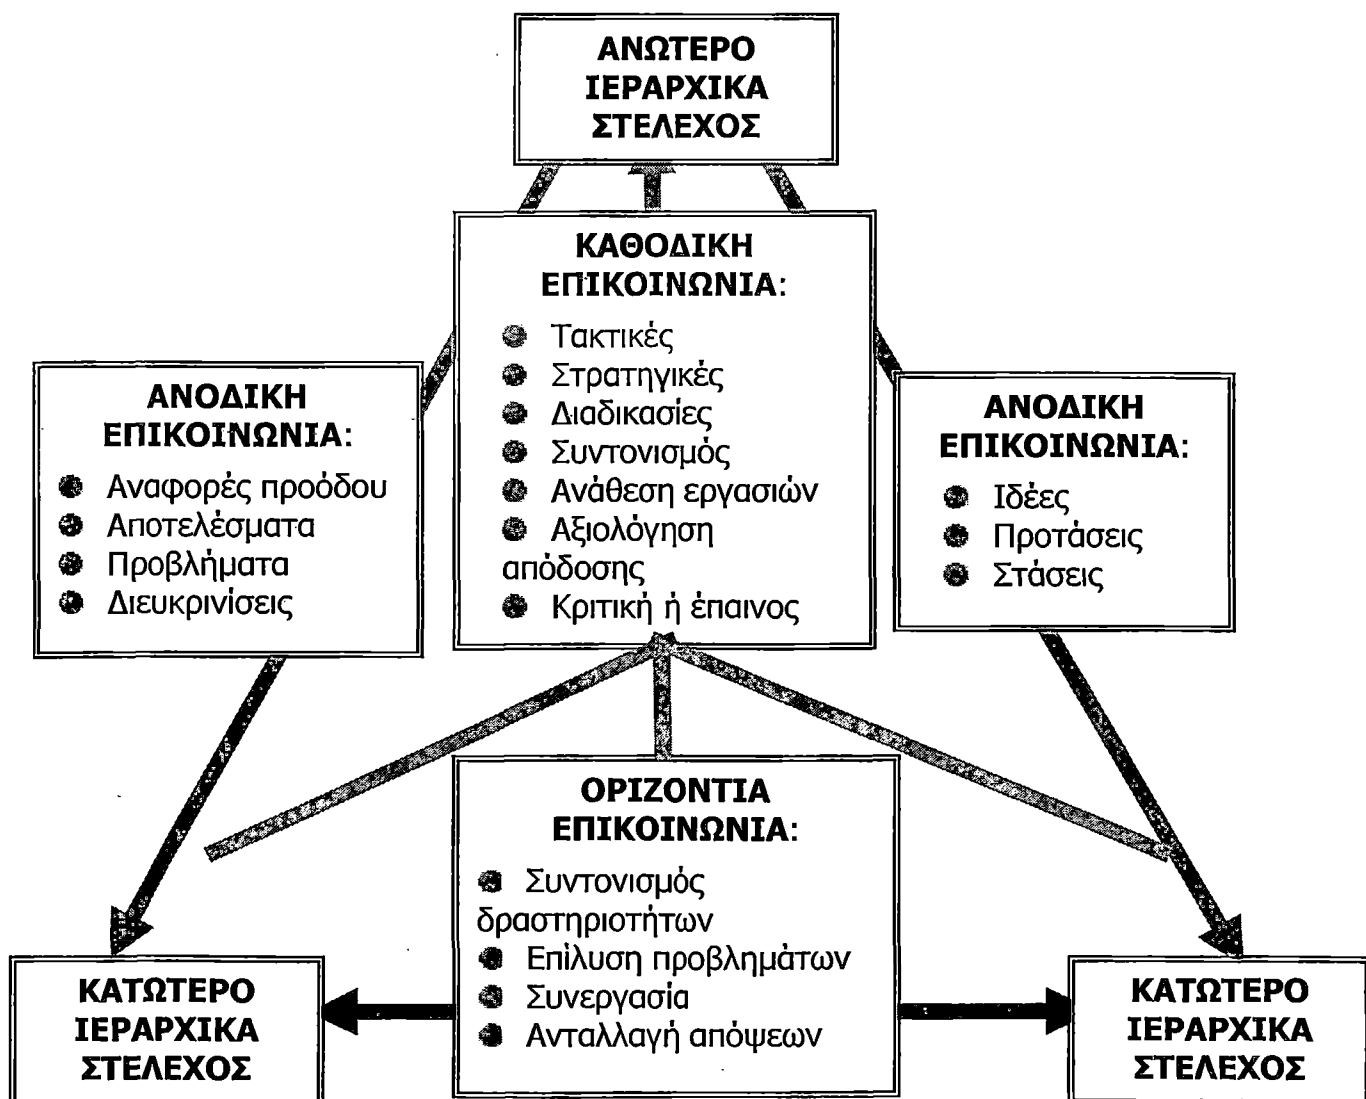 ΑΝΩΤΕΡΟ
ΙΕΡΑΡΧΙΚΑ
ΣΤΕΛΕΧΟΣ
ΚΑΘΟΔΙΚΗ
ΕΠΙΚΟΙΝΩΝΙΑ:
Τακτικές
Στρατηγικές
Διαδικασίες
Συντονισμός
Ανάθεση εργασιών
Αξιολόγηση
απόδοσης
Κριτική ή έπαινος
ΑΝΟΔΙΚΗ
ΕΠΙΚΟΙΝΩΝΙΑ:
Αναφορές προόδου
Αποτελέσματα
Προβλήματα
Διευκρινίσεις
ΑΝΟΔΙΚΗ
ΕΠΙΚΟΙΝΩΝΙΑ:
Ιδέες
Προτάσεις
Στάσεις
ΟΡΙΖΟΝΤΙΑ
ΕΠΙΚΟΙΝΩΝΙΑ:
Συντονισμός
δραστηριοτήτων
Επίλυση προβλημάτων
Συνεργασία
Ανταλλαγή απόψεων
ΚΑΤΩΤΕΡΟ
ΙΕΡΑΡΧΙΚΑ
ΣΤΕΛΕΧΟΣ
ΚΑΤΩΤΕΡΟ
ΙΕΡΑΡΧΙΚΑ
ΣΤΕΛΕΧΟΣ